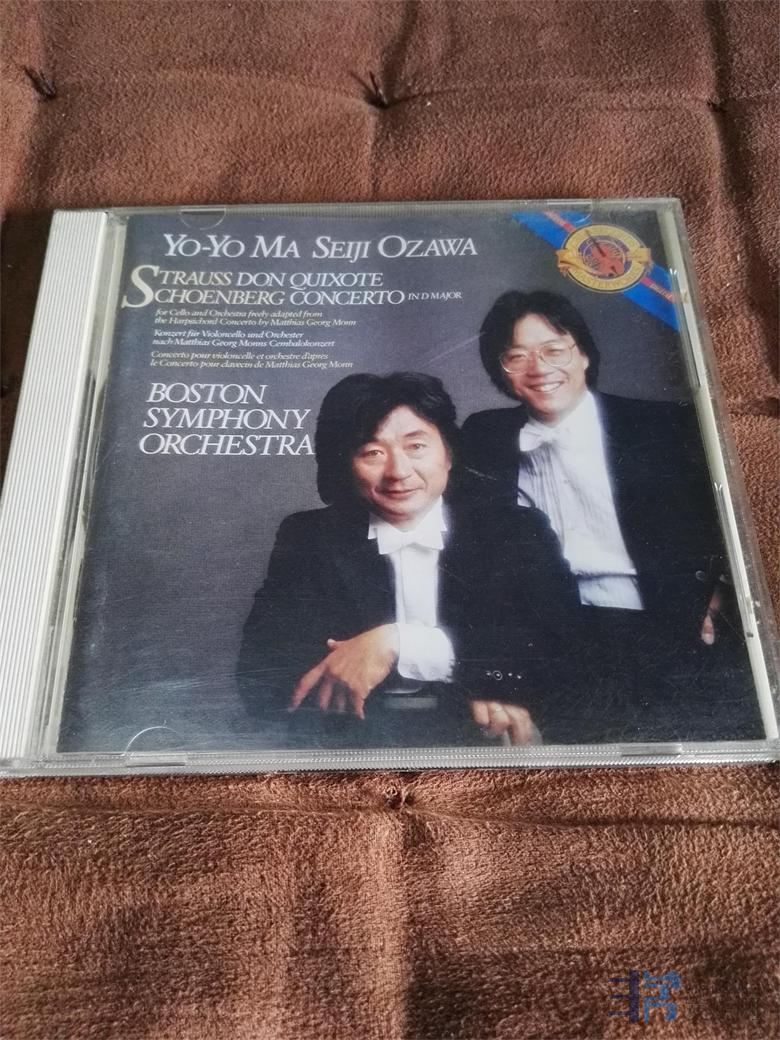 YO-YO MA SEIJI OZAWA
STRAUSS DON QUIXOTE
SCHOENBERG CONCERTO IN D MAJOR
for Cello and Orchestra freely adapted from
the Harpsichord Concerto by Matthias Georg Monn
Konzert für Violoncello und Orchester
nach Matthias Georg Monns Cembalokonzert
Concerto pour violoncelle et orchestre d'après
le Concerto pour clavecin de Matthias Georg Monn
BOSTON
SYMPHONY
ORCHESTRA